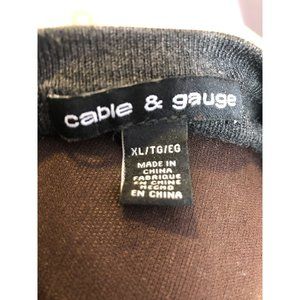 cable & gauge
XL/TG/EG
MADE IN
CHINA
FABRIQUE
EN CHINE
HECHO
EN CHINA